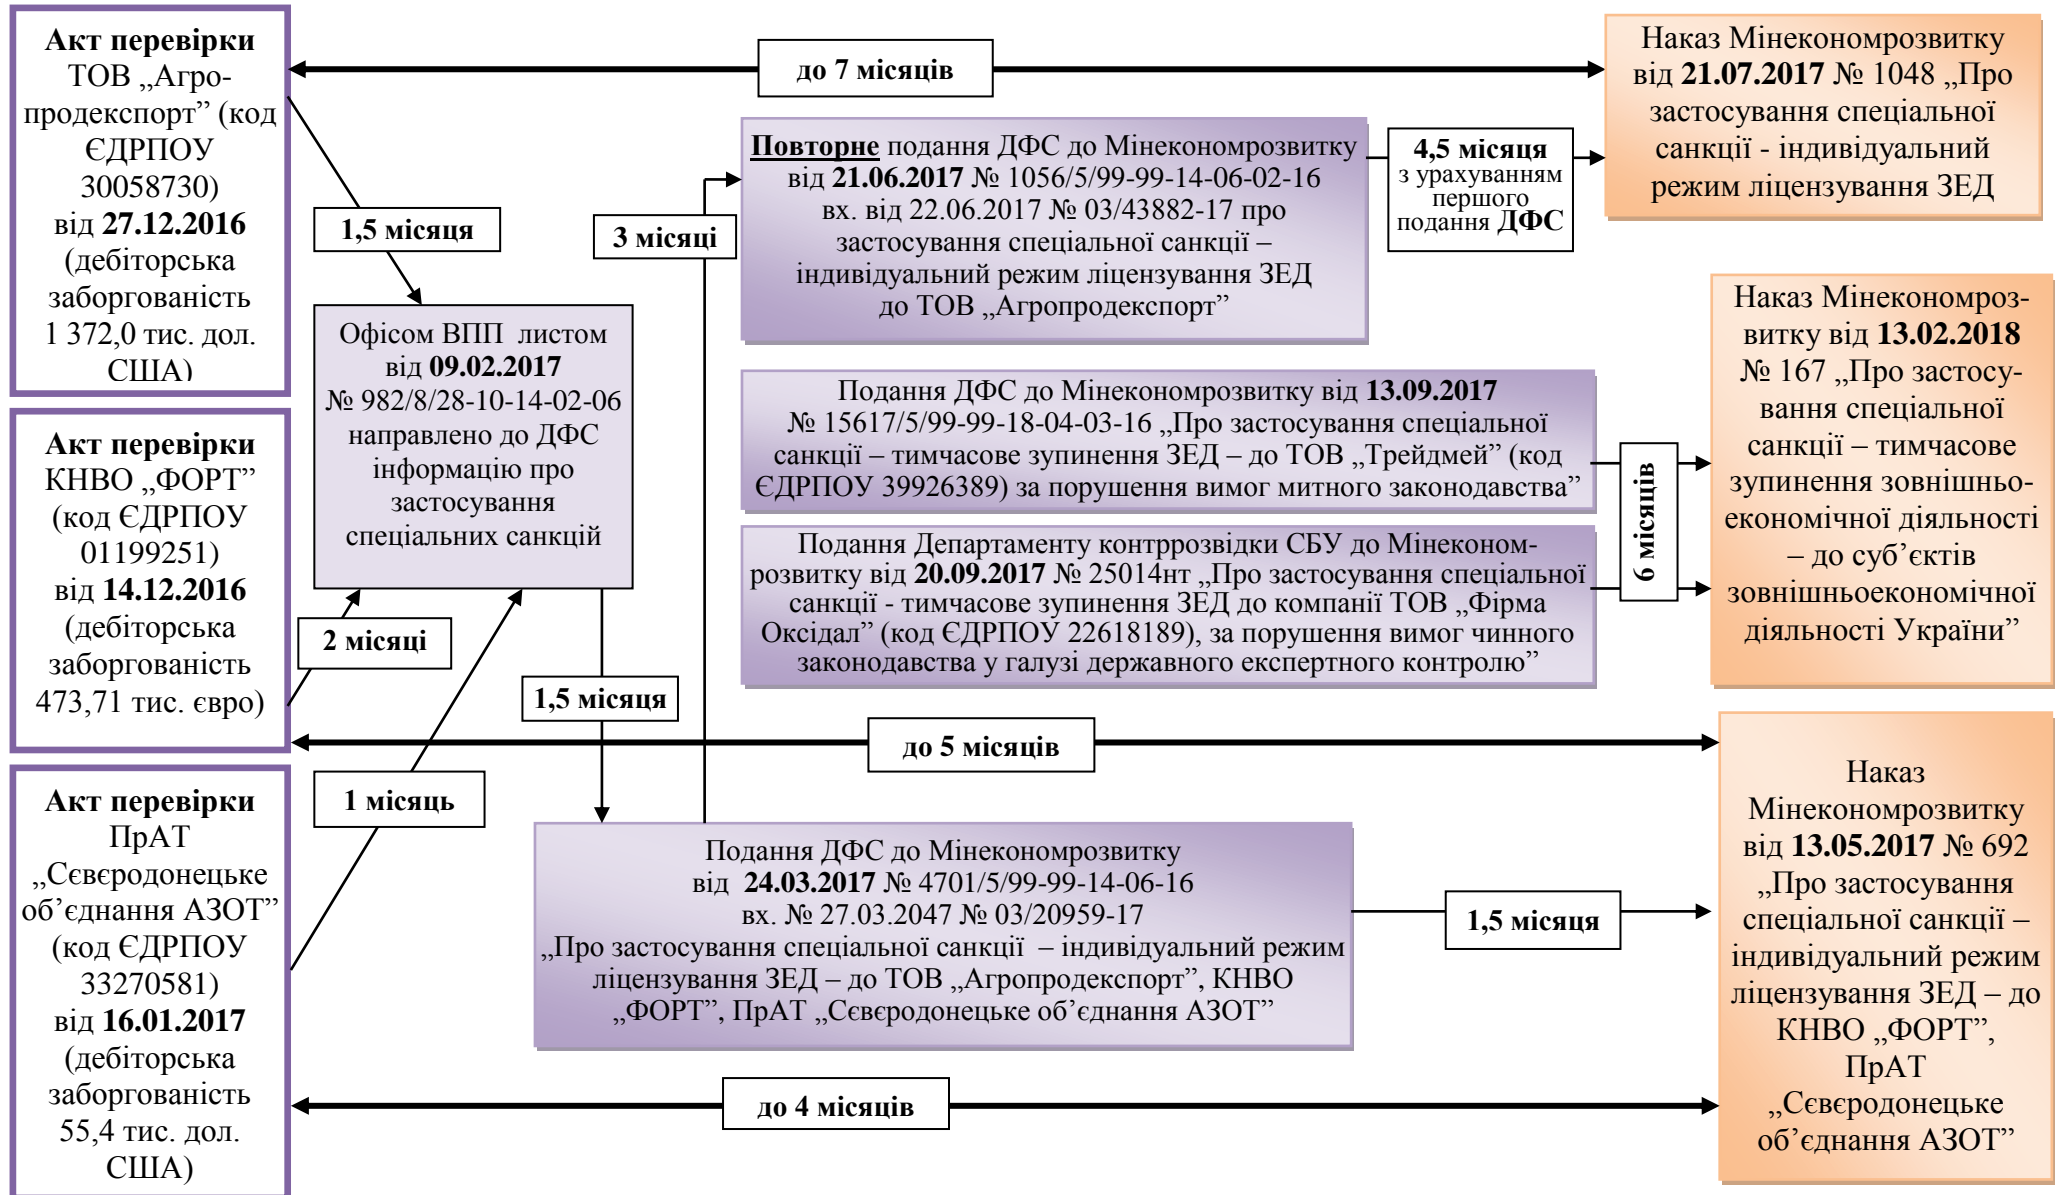 Акт перевірки
ТОВ „Агро-
продекспорт” (код
ЄДРПОУ
30058730)
від 27.12.2016
(дебіторська
заборгованість
1 372,0 тис. дол.
США)
Акт перевірки
КНВО „ФОРТ”
(код ЄДРПОУ
01199251)
від 14.12.2016
(дебіторська
заборгованість
473,71 тис. євро)
Акт перевірки
ПрАТ
„Сєвєродонецьке
об’єднання АЗОТ”
(код ЄДРПОУ
33270581)
від 16.01.2017
(дебіторська
заборгованість
55,4 тис. дол.
США)
до 7 місяців
1,5 місяця
Офісом ВПП листом
від 09.02.2017
№ 982/8/28-10-14-02-06
направлено до ДФС
інформацію про
застосування
спеціальних санкцій
2 місяці
1 місяць
1,5 місяця
3 місяці
Повторне подання ДФС до Мінекономрозвитку
від 21.06.2017 № 1056/5/99-99-14-06-02-16
вх. від 22.06.2017 № 03/43882-17 про
застосування спеціальної санкції –
індивідуальний режим ліцензування ЗЕД
до ТОВ „Агропродекспорт”
4,5 місяця
з урахуванням
першого
подання ДФС
Подання ДФС до Мінекономрозвитку від 13.09.2017
№ 15617/5/99-99-18-04-03-16 „Про застосування спеціальної
санкції – тимчасове зупинення ЗЕД – до ТОВ „Трейдмей” (код
ЄДРПОУ 39926389) за порушення вимог митного законодавства”
Подання Департаменту контррозвідки СБУ до Мінеконом-
розвитку від 20.09.2017 № 25014нт „Про застосування спеціальної
санкції - тимчасове зупинення ЗЕД до компанії ТОВ „Фірма
Оксідал” (код ЄДРПОУ 22618189), за порушення вимог чинного
законодавства у галузі державного експертного контролю”
6 місяців
до 5 місяців
Подання ДФС до Мінекономрозвитку
від 24.03.2017 № 4701/5/99-99-14-06-16
вх. № 27.03.2047 № 03/20959-17
„Про застосування спеціальної санкції – індивідуальний режим
ліцензування ЗЕД – до ТОВ „Агропродекспорт”, КНВО
„ФОРТ”, ПрАТ „Сєвєродонецьке об’єднання АЗОТ”
1,5 місяця
до 4 місяців
Наказ Мінекономрозвитку
від 21.07.2017 № 1048 „Про
застосування спеціальної
санкції - індивідуальний
режим ліцензування ЗЕД
Наказ Мінекономроз-
витку від 13.02.2018
№ 167 „Про застосу-
вання спеціальної
санкції – тимчасове
зупинення зовнішньо-
економічної діяльності
– до суб’єктів
зовнішньоекономічної
діяльності України”
Наказ
Мінекономрозвитку
від 13.05.2017 № 692
„Про застосування
спеціальної санкції –
індивідуальний режим
ліцензування ЗЕД – до
КНВО „ФОРТ”,
ПрАТ
„Сєвєродонецьке
об’єднання АЗОТ”